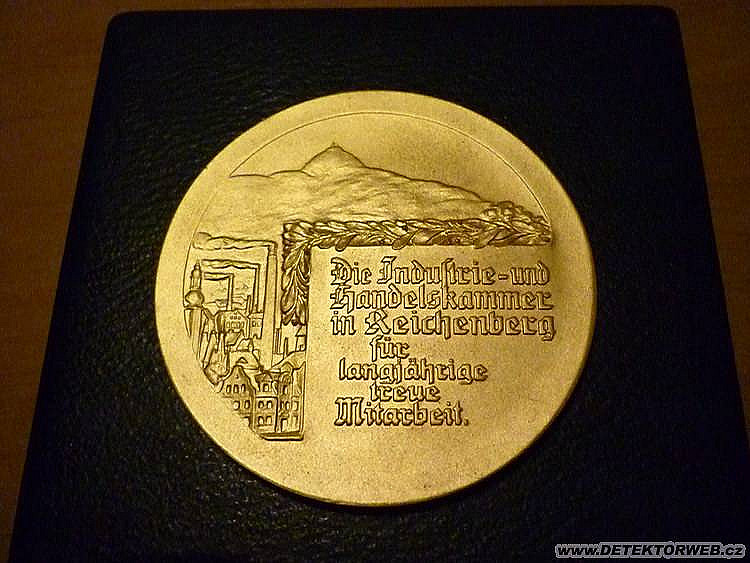 Die Industrie-und
Handelskammer
in Reichenberg
für
langjährige
treue
Mitarbeit.
www.DETEKTORWEB.cz